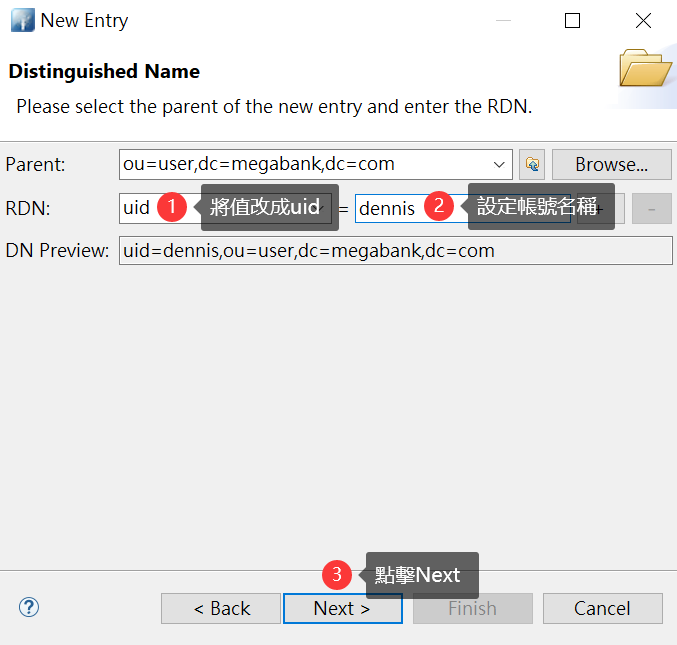 New Entry
Distinguished Name
Please select the parent of the new entry and enter the RDN.
Parent: ou=user,dc=megabank,dc=com Browse...
RDN: uid 1 將值改成uid = dennis 2 設定帳號名稱 + -
DN Preview: uid=dennis,ou=user,dc=megabank,dc=com
3 點擊Next
? < Back Next > Finish Cancel